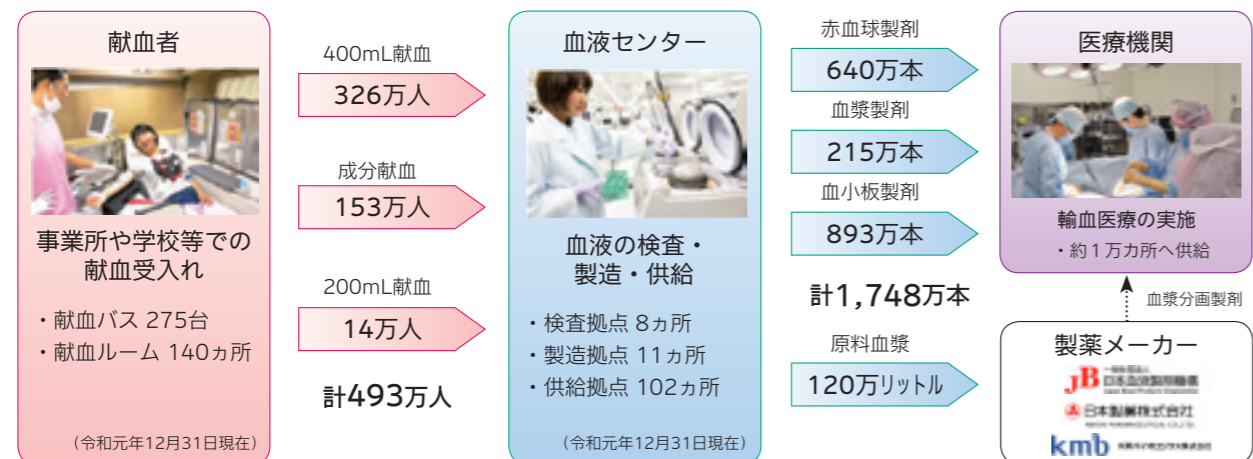 献血者
事業所や学校等での
献血受入れ
・献血バス 275台
・献血ルーム 140ヵ所
(令和元年12月31日現在)
400mL献血
326万人
成分献血
153万人
200mL献血
14万人
計493万人
血液センター
血液の検査・
製造・供給
・検査拠点 8ヵ所
・製造拠点 11ヵ所
・供給拠点 102ヵ所
(令和元年12月31日現在)
赤血球製剤
640万本
血漿製剤
215万本
血小板製剤
893万本
計1,748万本
原料血漿
120万リットル
医療機関
輸血医療の実施
・約1万カ所へ供給
血漿分画製剤
製薬メーカー
JB 日本血液製剤機構
日本製薬株式会社
kmb